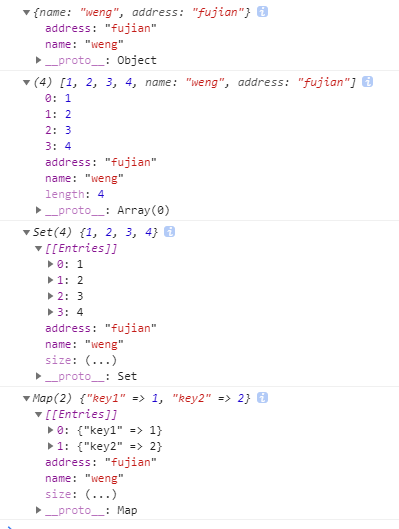 {name: "weng", address: "fujian"} i
address: "fujian"
name: "weng"
__proto__: Object
(4) [1, 2, 3, 4, name: "weng", address: "fujian"] i
0: 1
1: 2
2: 3
3: 4
address: "fujian"
name: "weng"
length: 4
__proto__: Array(0)
Set(4) {1, 2, 3, 4} i
[[Entries]]
0: 1
1: 2
2: 3
3: 4
address: "fujian"
name: "weng"
size: (...)
__proto__: Set
Map(2) {"key1" => 1, "key2" => 2} i
[[Entries]]
0: {"key1" => 1}
1: {"key2" => 2}
address: "fujian"
name: "weng"
size: (...)
__proto__: Map